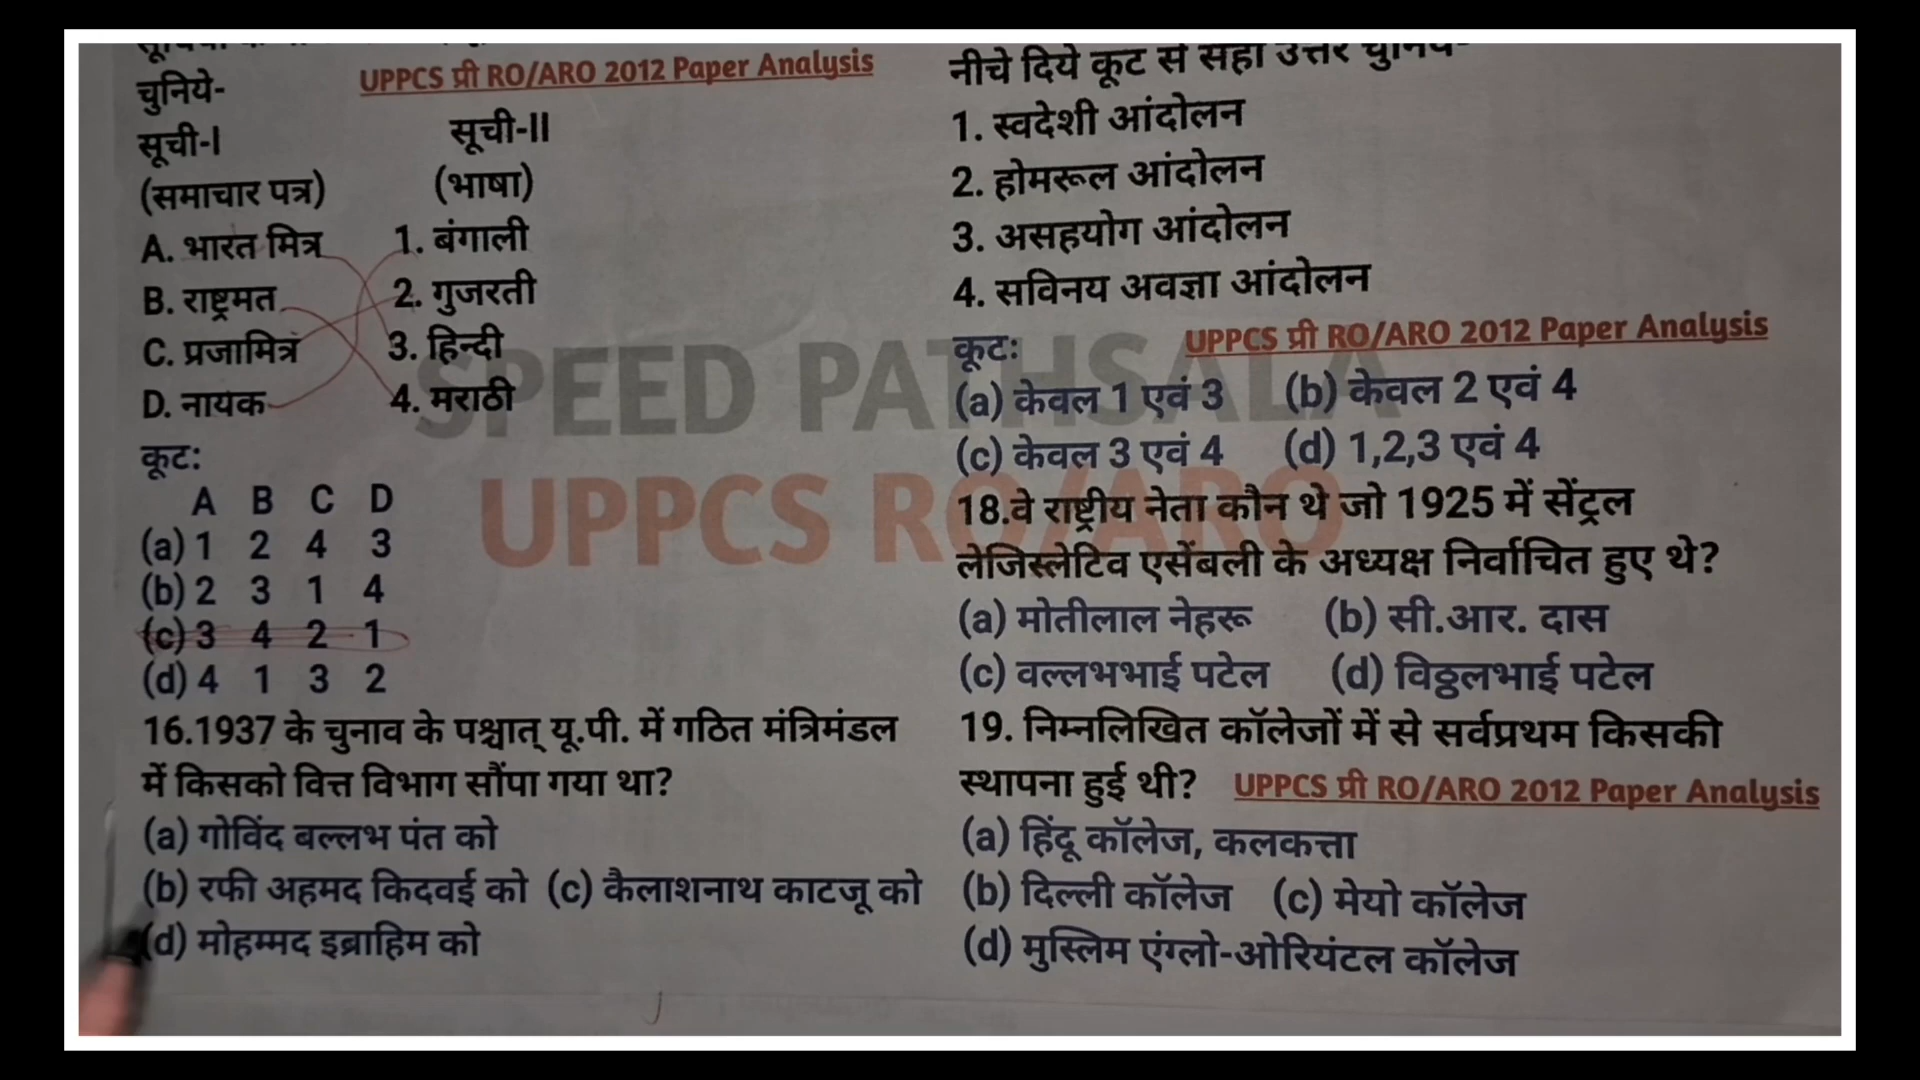 चुनिये-
UPPCS प्री RO/ARO 2012 Paper Analysis
सूची-I सूची-II
(समाचार पत्र) (भाषा)
A. भारत मित्र 1. बंगाली
B. राष्ट्रमत 2. गुजरती
C. प्रजामित्र 3. हिन्दी
D. नायक 4. मराठी
कूट:
A B C D
(a) 1 2 4 3
(b) 2 3 1 4
(c) 3 4 2 1
(d) 4 1 3 2
16.1937 के चुनाव के पश्चात् यू.पी. में गठित मंत्रिमंडल
में किसको वित्त विभाग सौंपा गया था?
(a) गोविंद बल्लभ पंत को
(b) रफी अहमद किदवई को (c) कैलाशनाथ काटजू को
(d) मोहम्मद इब्राहिम को
नीचे दिये कूट से सही उत्तर चुनिये-
1. स्वदेशी आंदोलन
2. होमरूल आंदोलन
3. असहयोग आंदोलन
4. सविनय अवज्ञा आंदोलन
कूट: UPPCS प्री RO/ARO 2012 Paper Analysis
(a) केवल 1 एवं 3 (b) केवल 2 एवं 4
(c) केवल 3 एवं 4 (d) 1,2,3 एवं 4
18.वे राष्ट्रीय नेता कौन थे जो 1925 में सेंट्रल
लेजिस्लेटिव एसेंबली के अध्यक्ष निर्वाचित हुए थे?
(a) मोतीलाल नेहरू (b) सी.आर. दास
(c) वल्लभभाई पटेल (d) विठ्ठलभाई पटेल
19. निम्नलिखित कॉलेजों में से सर्वप्रथम किसकी
स्थापना हुई थी? UPPCS प्री RO/ARO 2012 Paper Analysis
(a) हिंदू कॉलेज, कलकत्ता
(b) दिल्ली कॉलेज (c) मेयो कॉलेज
(d) मुस्लिम एंग्लो-ओरियंटल कॉलेज
SPEED PATHSALA
UPPCS RO/ARO